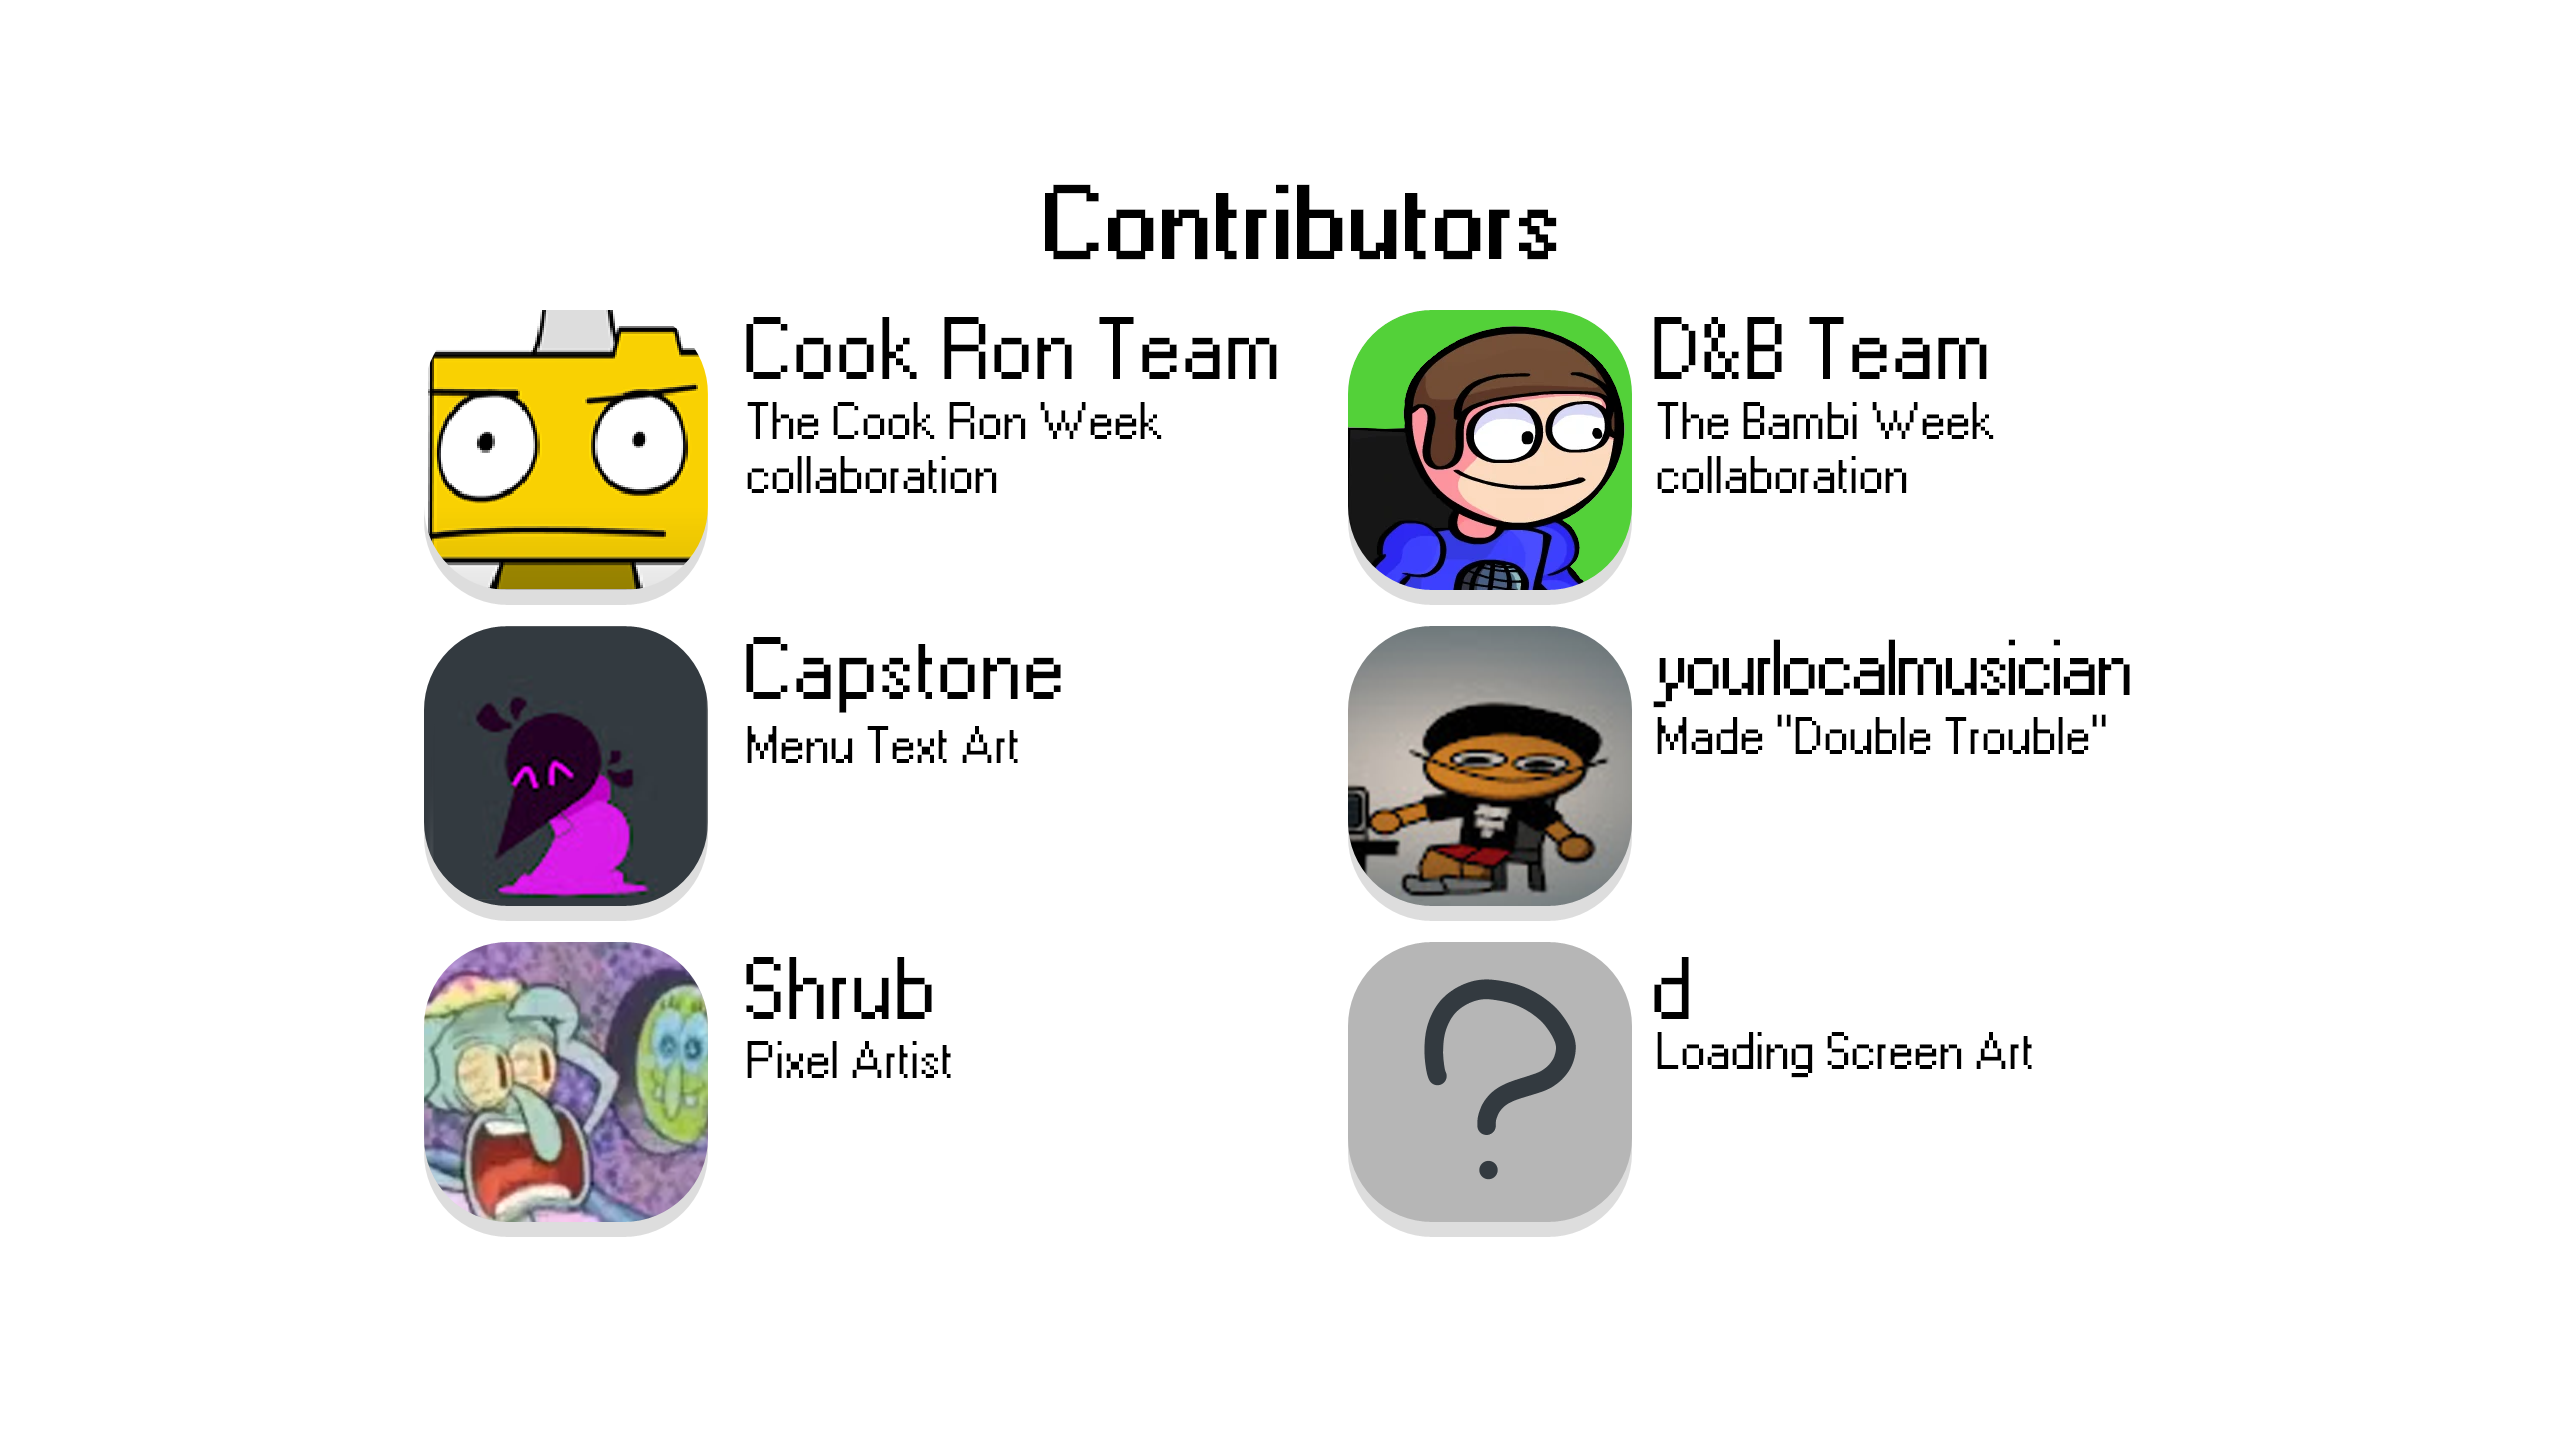 Contributors
Cook Ron Team
The Cook Ron Week
collaboration
D&B Team
The Bambi Week
collaboration
Capstone
Menu Text Art
yourlocalmusician
Made "Double Trouble"
Shrub
Pixel Artist
d
Loading Screen Art